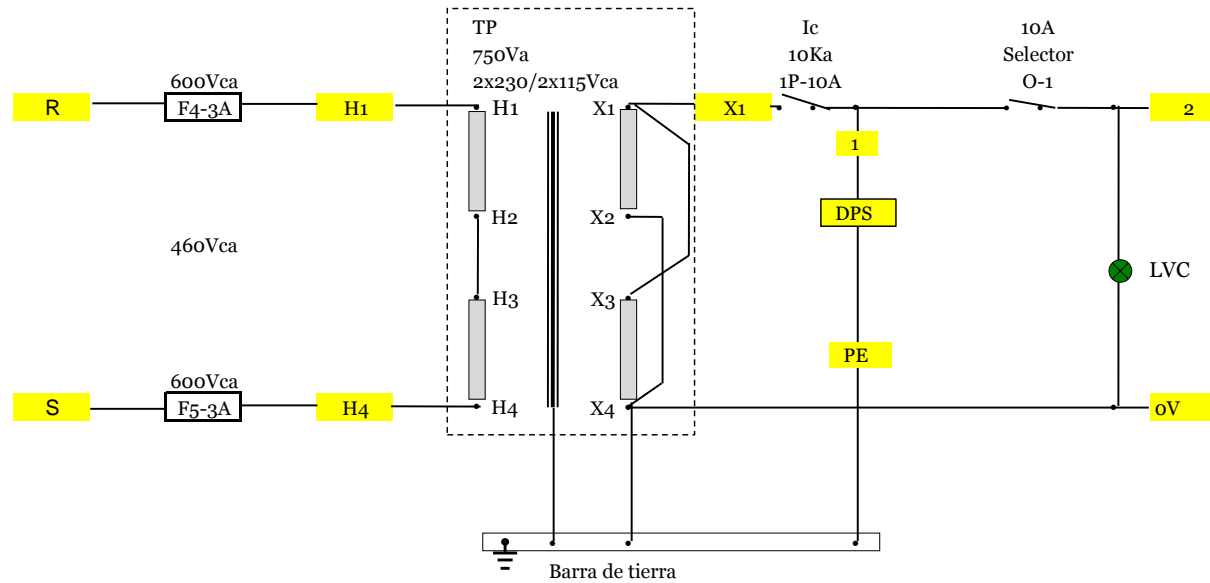 TP
750Va
2x230/2x115Vca
Ic
10Ka
1P-10A
10A
Selector
O-1
600Vca
R
F4-3A
H1
H1
X1
X1
2
1
H2
X2
DPS
460Vca
LVC
H3
X3
PE
600Vca
S
F5-3A
H4
H4
X4
0V
Barra de tierra